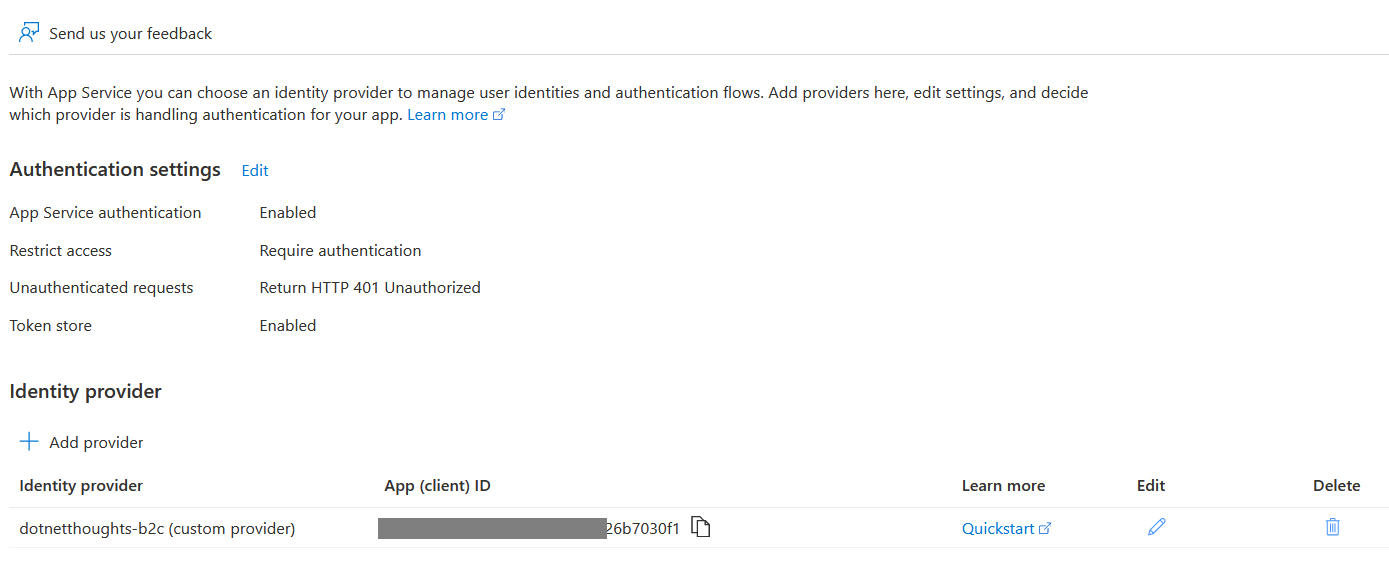 Send us your feedback
With App Service you can choose an identity provider to manage user identities and authentication flows. Add providers here, edit settings, and decide
which provider is handling authentication for your app. Learn more
Authentication settings Edit
App Service authentication Enabled
Restrict access Require authentication
Unauthenticated requests Return HTTP 401 Unauthorized
Token store Enabled
Identity provider
Add provider
Identity provider App (client) ID Learn more Edit Delete
dotnetthoughts-b2c (custom provider) 26b7030f1 Quickstart